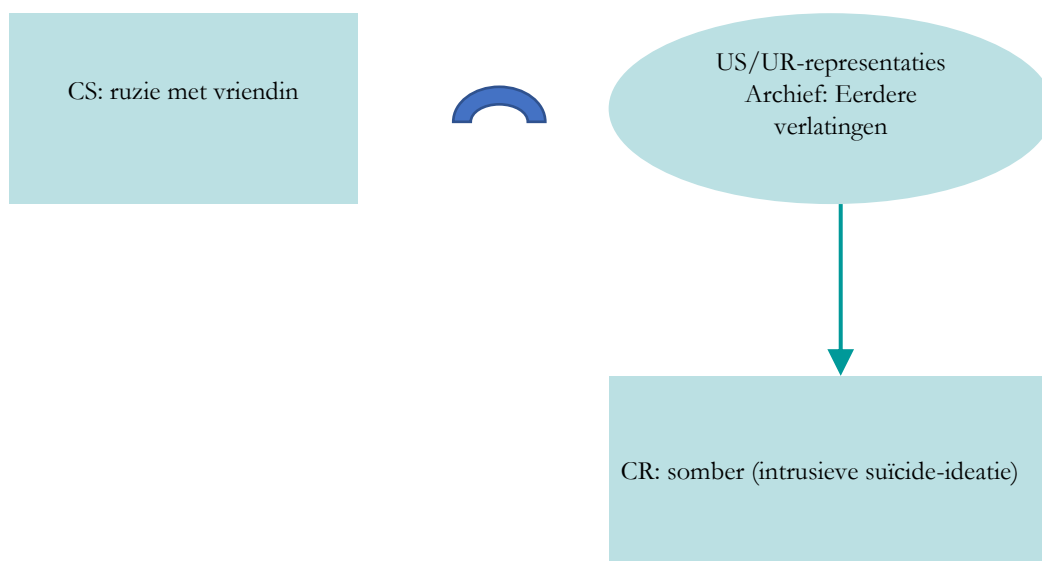 CS: ruzie met vriendin
US/UR-representaties
Archief: Eerdere
verlatingen
CR: somber (intrusieve suïcide-ideatie)